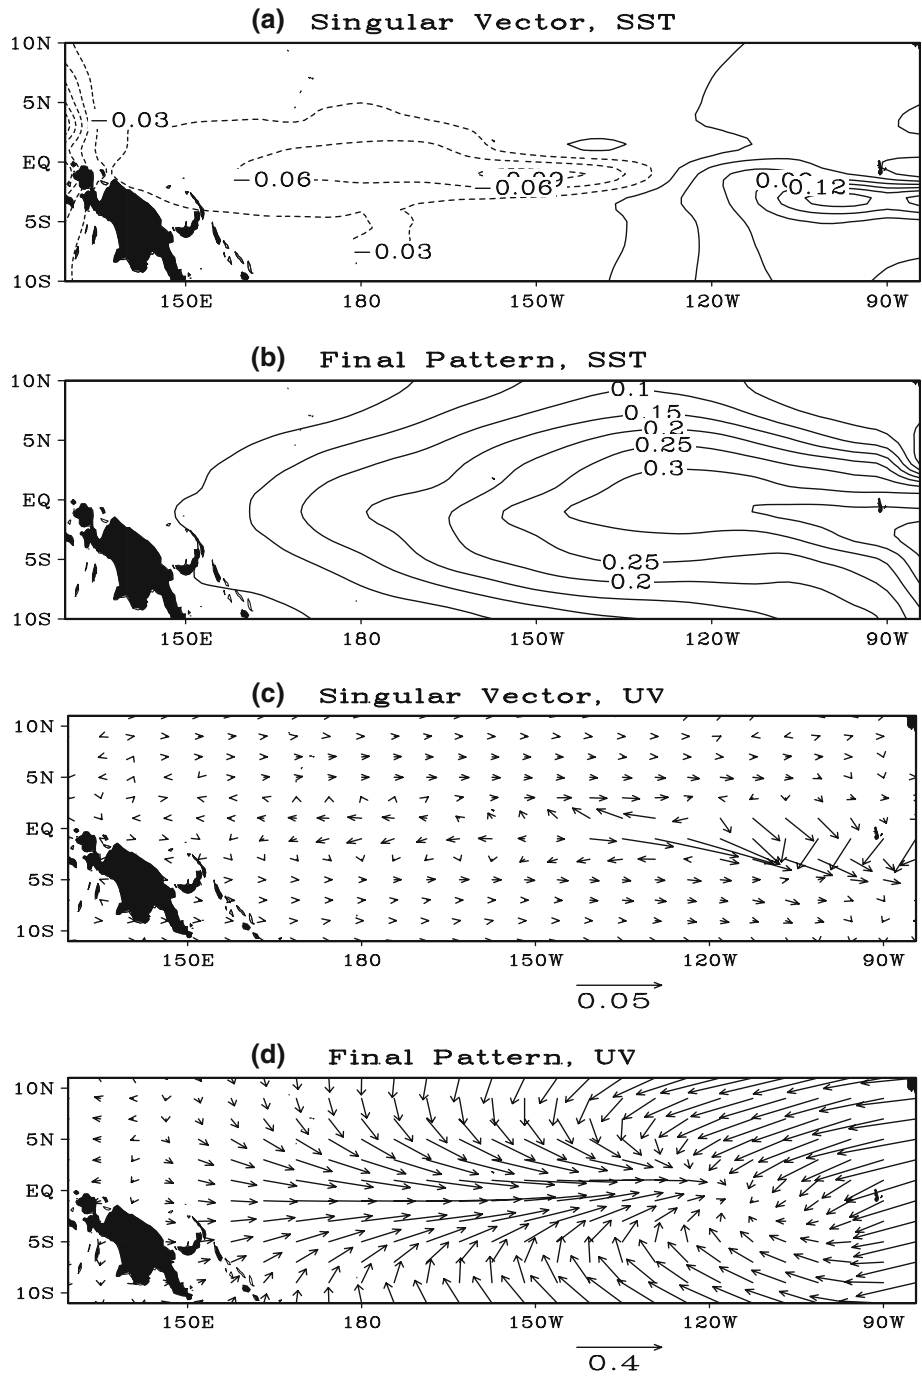 (a) Singular Vector, SST
10N
5N
EQ
5S
10S
−0.03
−0.06
−0.06
−0.03
0.12
150E 180 150W 120W 90W
(b) Final Pattern, SST
10N
5N
EQ
5S
10S
0.1
0.15
0.2
0.25
0.3
0.25
0.2
150E 180 150W 120W 90W
(c) Singular Vector, UV
10N
5N
EQ
5S
10S
150E 180 150W 120W 90W
0.05
(d) Final Pattern, UV
10N
5N
EQ
5S
10S
150E 180 150W 120W 90W
0.4